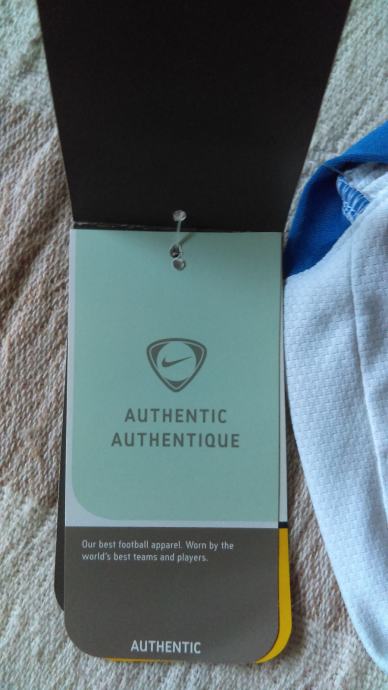 AUTHENTIC
AUTHENTIQUE
Our best football apparel. Worn by the
world's best teams and players.
AUTHENTIC